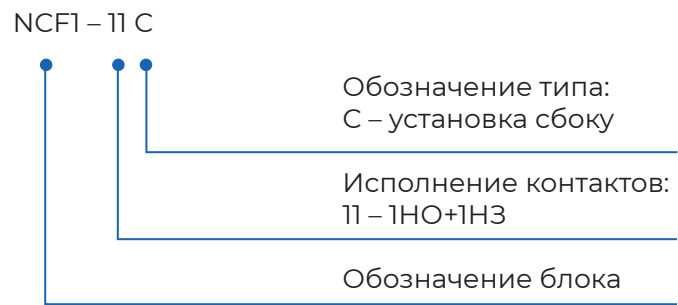 NCF1 – 11 C
Обозначение типа:
С – установка сбоку
Исполнение контактов:
11 – 1НО+1НЗ
Обозначение блока